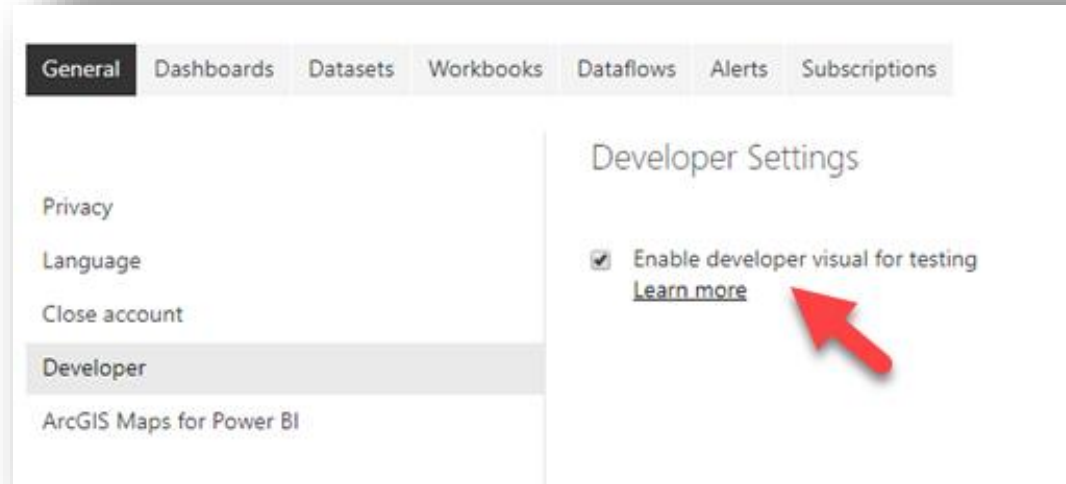 General Dashboards Datasets Workbooks Dataflows Alerts Subscriptions
Developer Settings
Privacy
Language
Close account
Developer
ArcGIS Maps for Power BI
Enable developer visual for testing
Learn more